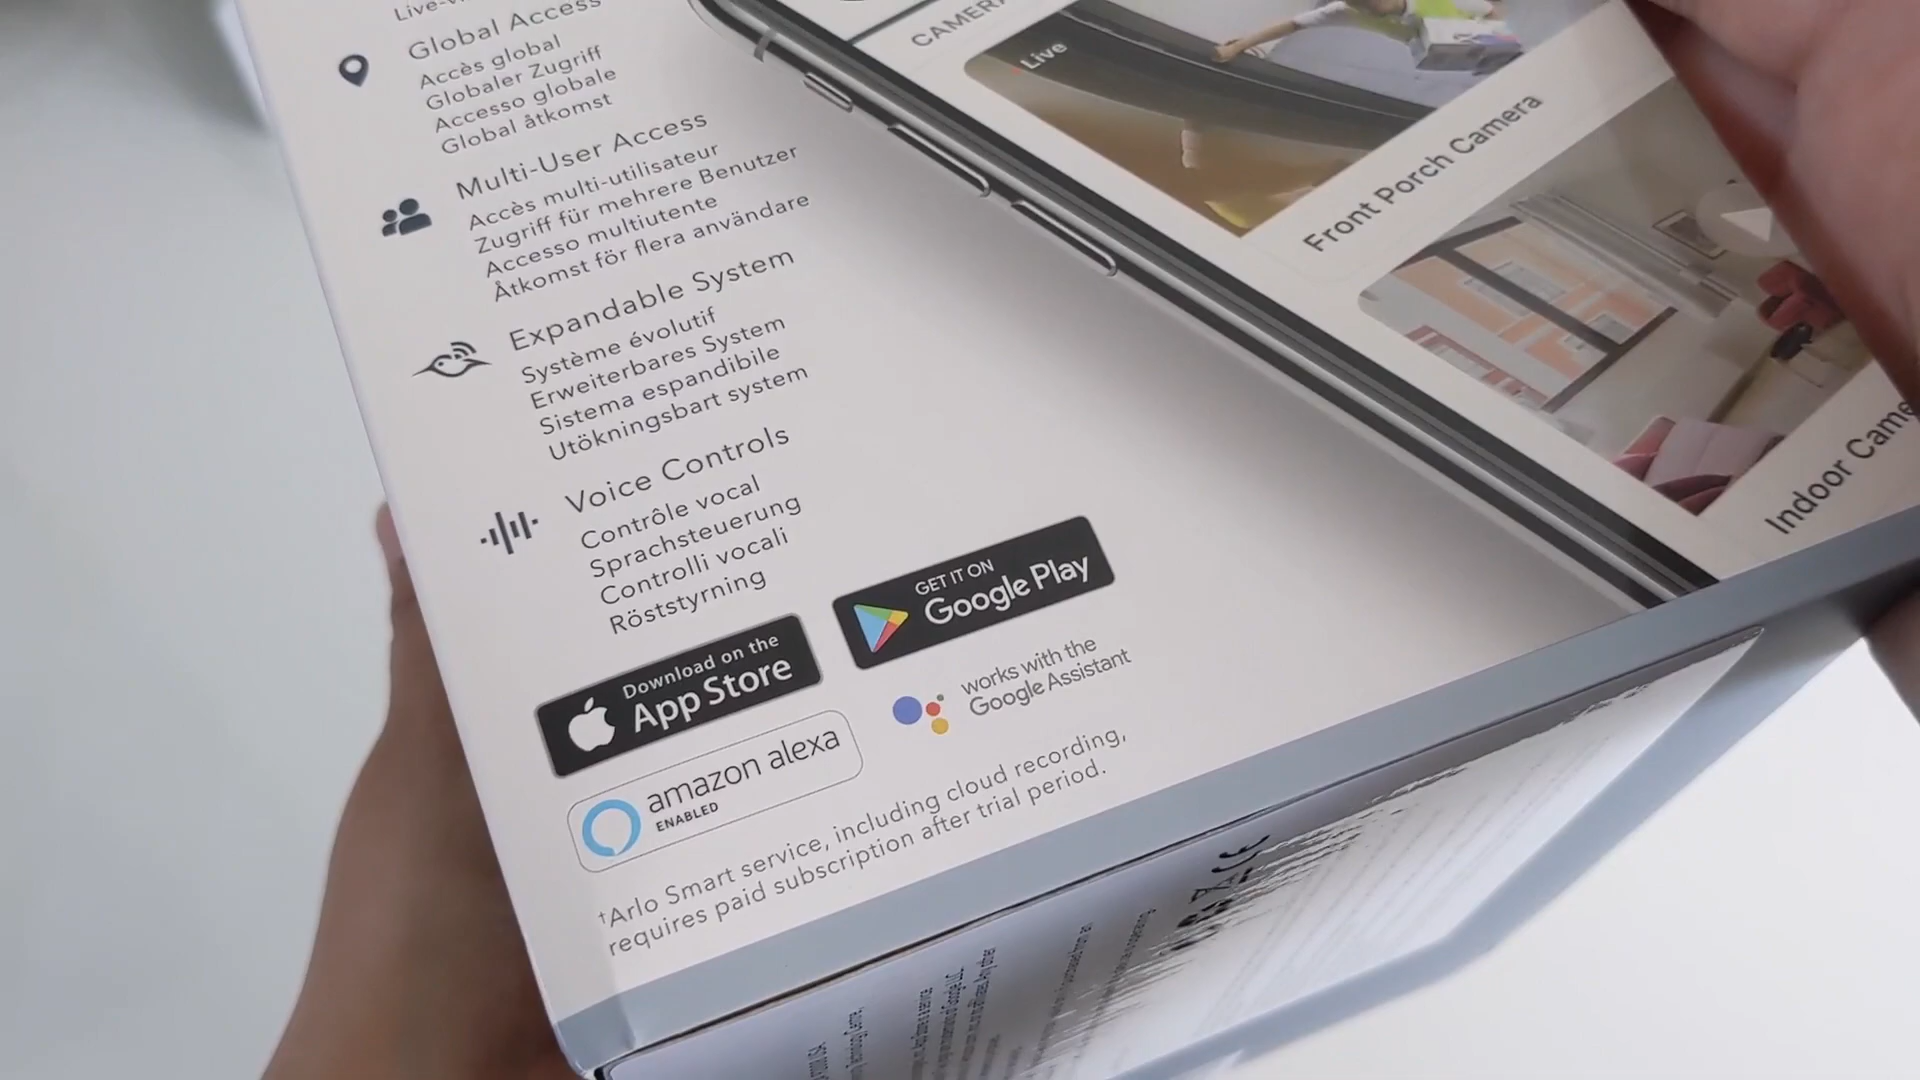 Global Access
Accès global
Globaler Zugriff
Accesso globale
Global åtkomst
Multi-User Access
Accès multi-utilisateur
Zugriff für mehrere Benutzer
Accesso multiutente
Åtkomst för flera användare
Expandable System
Système évolutif
Erweiterbares System
Sistema espandibile
Utökningsbart system
Voice Controls
Contrôle vocal
Sprachsteuerung
Controlli vocali
Röststyrning
Download on the
App Store
GET IT ON
Google Play
amazon alexa
ENABLED
works with the
Google Assistant
†Arlo Smart service, including cloud recording,
requires paid subscription after trial period.
Live
Front Porch Camera
Indoor
CE